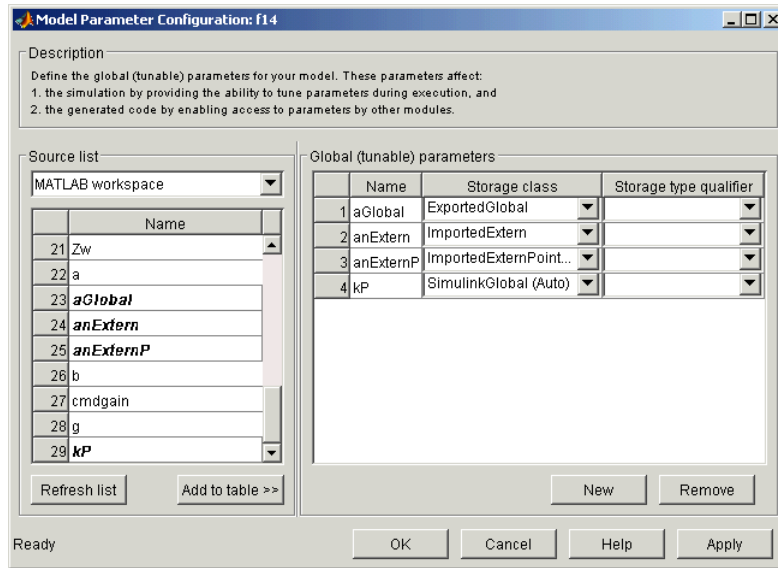 Model Parameter Configuration: f14
Description
Define the global (tunable) parameters for your model. These parameters affect:
1. the simulation by providing the ability to tune parameters during execution, and
2. the generated code by enabling access to parameters by other modules.
Source list
MATLAB workspace
Name
21 Zw
22 a
23 aGlobal
24 anExtern
25 anExternP
26 b
27 cmdgain
28 g
29 kP
Refresh list Add to table >>
Global (tunable) parameters
Name Storage class Storage type qualifier
1 aGlobal ExportedGlobal
2 anExtern ImportedExtern
3 anExternP ImportedExternPoint...
4 kP SimulinkGlobal (Auto)
New Remove
Ready OK Cancel Help Apply